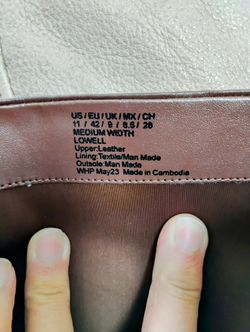 US / EU / UK / MX / CH
11 / 42 / 9 / 8.5 / 28
MEDIUM WIDTH
LOWELL
Upper:Leather
Lining:Textile/Man Made
Outsole:Man Made
WHP May23 Made in Cambodia